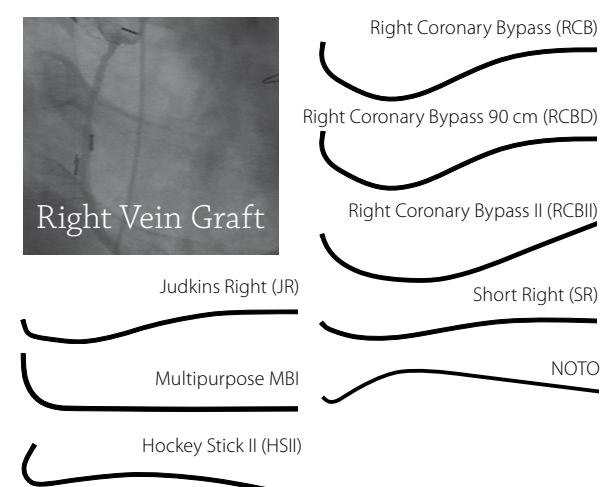 Right Coronary Bypass (RCB)
Right Coronary Bypass 90 cm (RCBD)
Right Vein Graft
Right Coronary Bypass II (RCBII)
Judkins Right (JR)
Short Right (SR)
Multipurpose MBI
NOTO
Hockey Stick II (HSII)